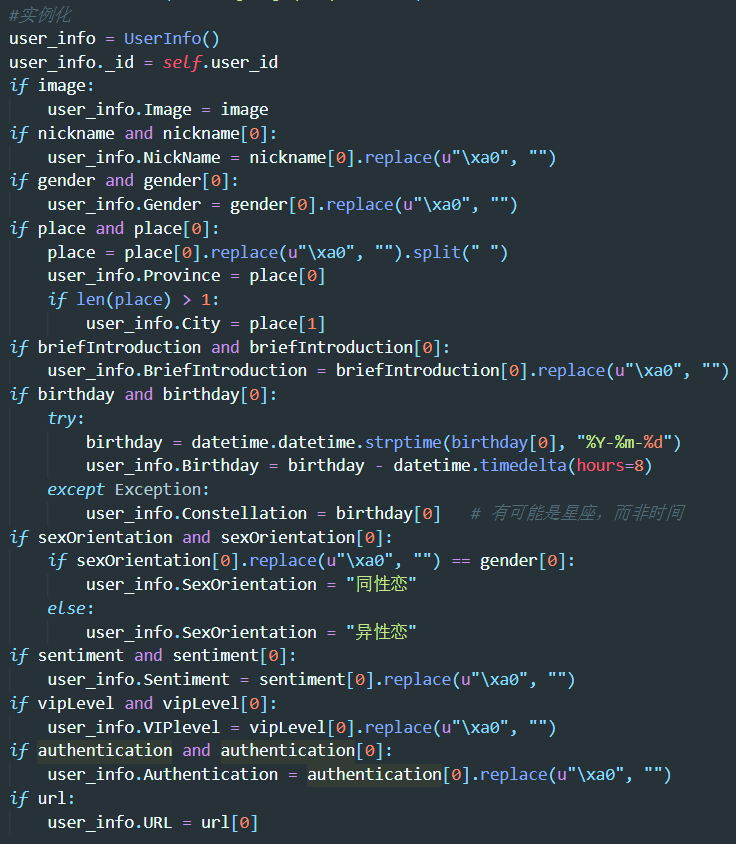 #实例化
user_info = UserInfo()
user_info._id = self.user_id
if image:
    user_info.Image = image
if nickname and nickname[0]:
    user_info.NickName = nickname[0].replace(u"\xa0", "")
if gender and gender[0]:
    user_info.Gender = gender[0].replace(u"\xa0", "")
if place and place[0]:
    place = place[0].replace(u"\xa0", "").split(" ")
    user_info.Province = place[0]
    if len(place) > 1:
        user_info.City = place[1]
if briefIntroduction and briefIntroduction[0]:
    user_info.BriefIntroduction = briefIntroduction[0].replace(u"\xa0", "")
if birthday and birthday[0]:
    try:
        birthday = datetime.datetime.strptime(birthday[0], "%Y-%m-%d")
        user_info.Birthday = birthday - datetime.timedelta(hours=8)
    except Exception:
        user_info.Constellation = birthday[0]   # 有可能是星座，而非时间
if sexOrientation and sexOrientation[0]:
    if sexOrientation[0].replace(u"\xa0", "") == gender[0]:
        user_info.SexOrientation = "同性恋"
    else:
        user_info.SexOrientation = "异性恋"
if sentiment and sentiment[0]:
    user_info.Sentiment = sentiment[0].replace(u"\xa0", "")
if vipLevel and vipLevel[0]:
    user_info.VIPlevel = vipLevel[0].replace(u"\xa0", "")
if authentication and authentication[0]:
    user_info.Authentication = authentication[0].replace(u"\xa0", "")
if url:
    user_info.URL = url[0]